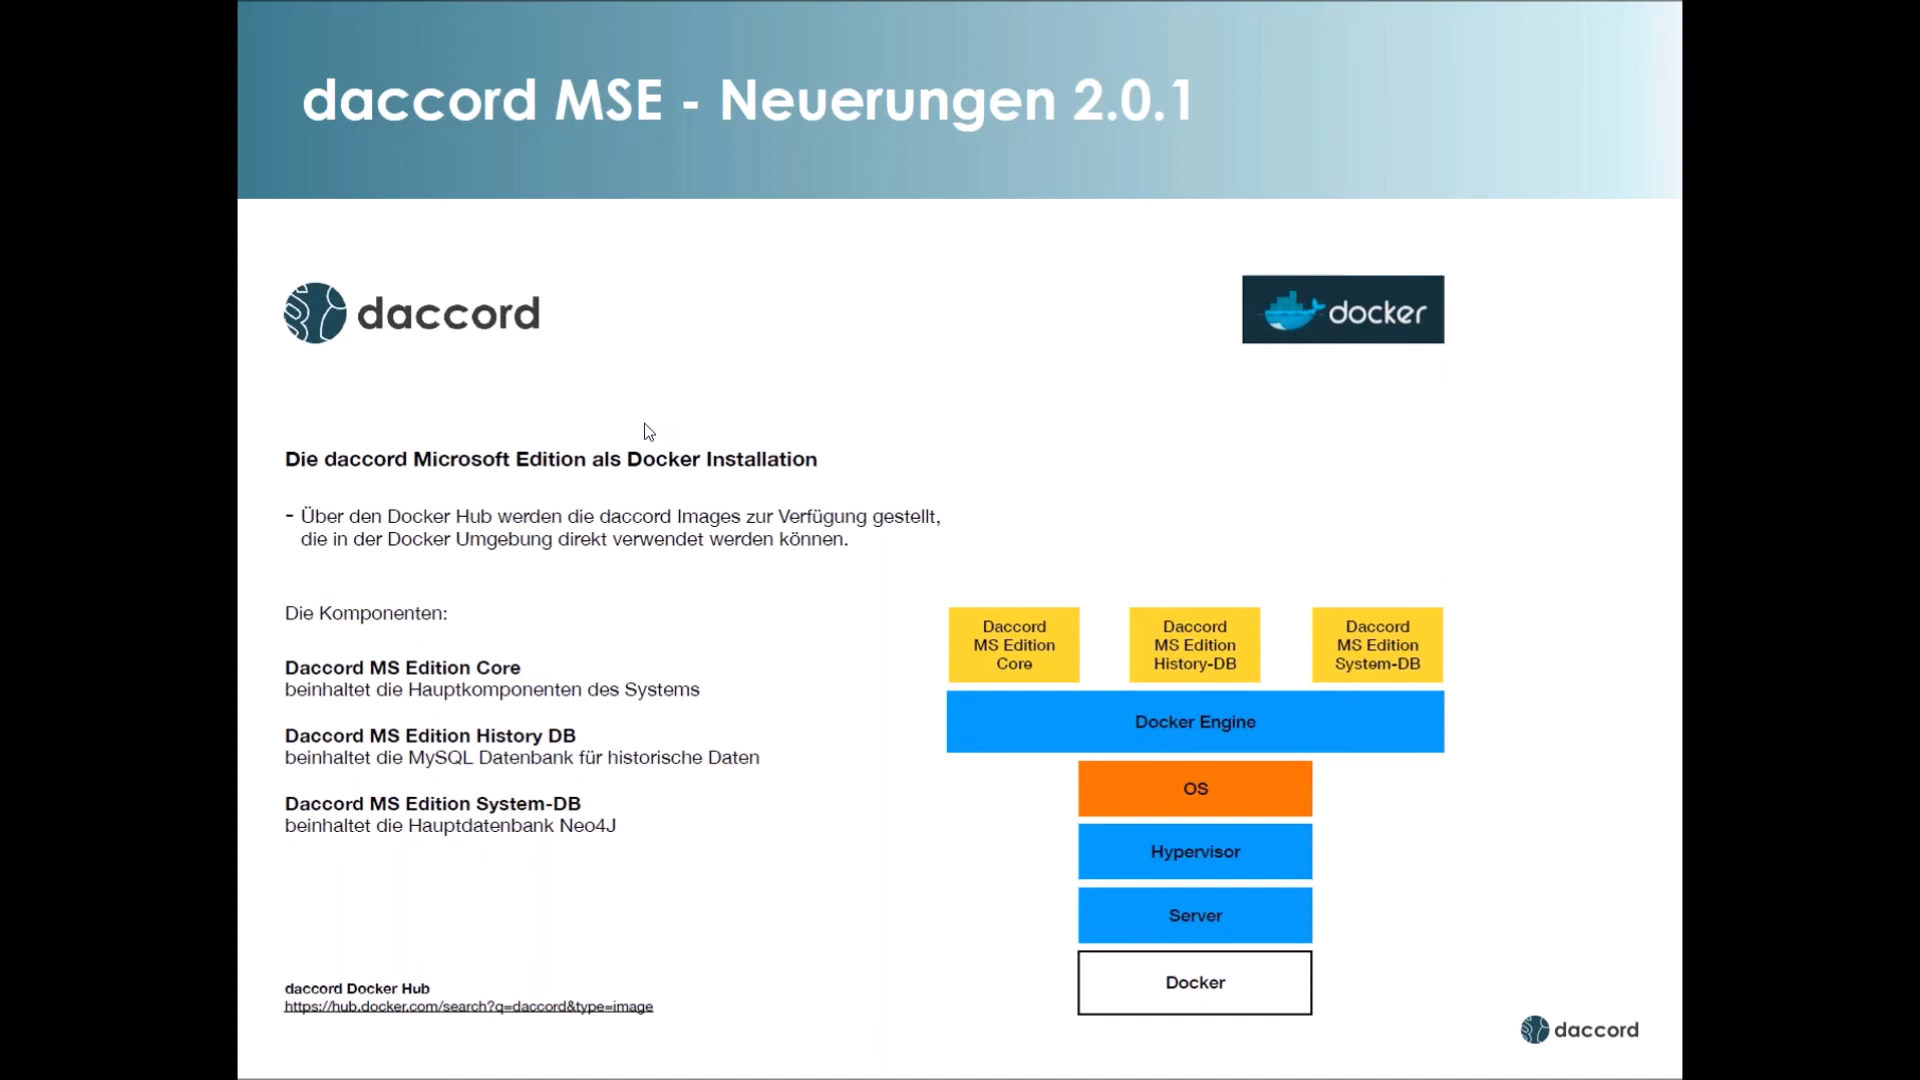 daccord MSE - Neuerungen 2.0.1
daccord
docker
Die daccord Microsoft Edition als Docker Installation
- Über den Docker Hub werden die daccord Images zur Verfügung gestellt,
die in der Docker Umgebung direkt verwendet werden können.
Die Komponenten:
Daccord MS Edition Core
beinhaltet die Hauptkomponenten des Systems
Daccord MS Edition History DB
beinhaltet die MySQL Datenbank für historische Daten
Daccord MS Edition System-DB
beinhaltet die Hauptdatenbank Neo4J
daccord Docker Hub
https://hub.docker.com/search?q=daccord&type=image
Daccord
MS Edition
Core
Daccord
MS Edition
History-DB
Daccord
MS Edition
System-DB
Docker Engine
OS
Hypervisor
Server
Docker
daccord